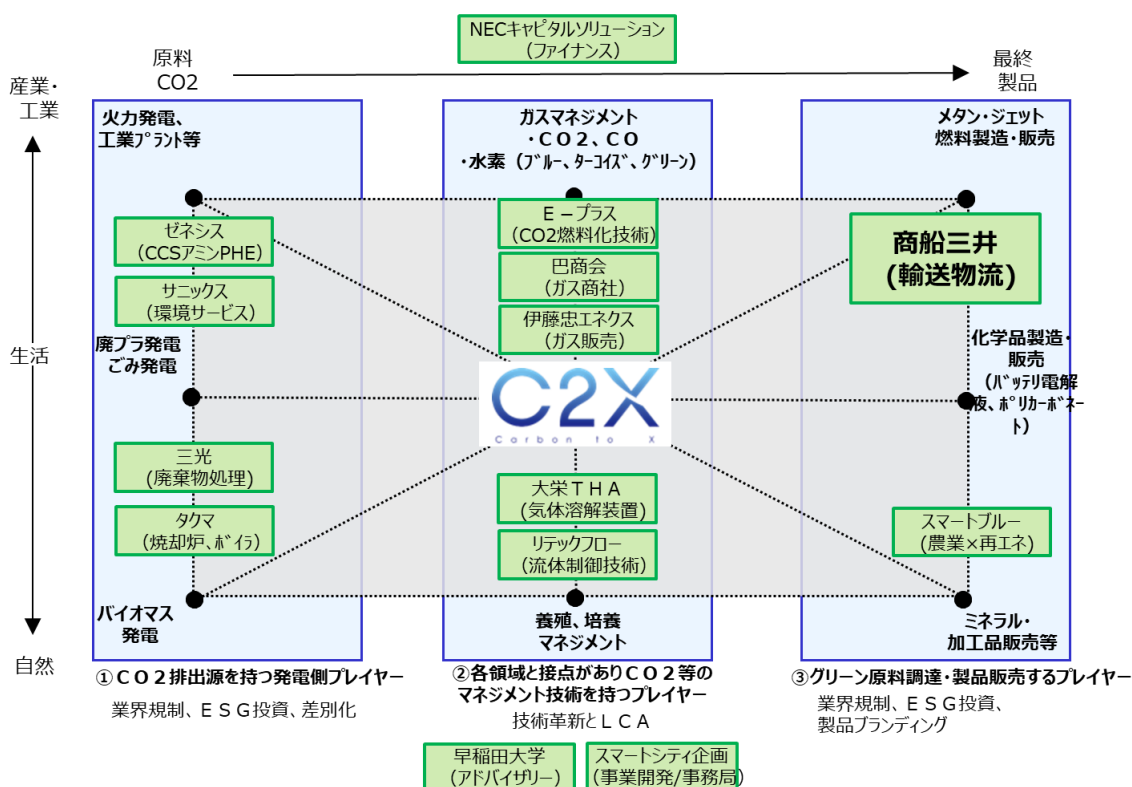 NECキャピタルソリューション
(ファイナンス)
原料
CO2
最終
製品
産業・
工業
生活
自然
火力発電、
工業ﾌﾟﾗﾝﾄ等
ゼネシス
(CCSアミンPHE)
サニックス
(環境サービス)
廃プラ発電
ごみ発電
三光
(廃棄物処理)
タクマ
(焼却炉、ﾎﾞｲﾗ)
バイオマス
発電
ガスマネジメント
・CO2、CO
・水素（ﾌﾞﾙｰ、ﾀｰｺｲｽﾞ、ｸﾞﾘｰﾝ）
E－プラス
(CO2燃料化技術)
巴商会
(ガス商社)
伊藤忠エネクス
(ガス販売)
C2X
Carbon to X
大栄THA
(気体溶解装置)
リテックフロー
(流体制御技術)
養殖、培養
マネジメント
メタン・ジェット
燃料製造・販売
商船三井
(輸送物流)
化学品製造・
販売
(ﾊﾞｯﾃﾘ電解
液、ﾎﾟﾘｶｰﾎﾞﾈｰ
ト)
スマートブルー
(農業×再エネ)
ミネラル・
加工品販売等
①CO2排出源を持つ発電側プレイヤー
業界規制、ESG投資、差別化
②各領域と接点がありCO2等の
マネジメント技術を持つプレイヤー
技術革新とLCA
③グリーン原料調達・製品販売するプレイヤー
業界規制、ESG投資、
製品ブランディング
早稲田大学
(アドバイザリー)
スマートシティ企画
(事業開発/事務局)